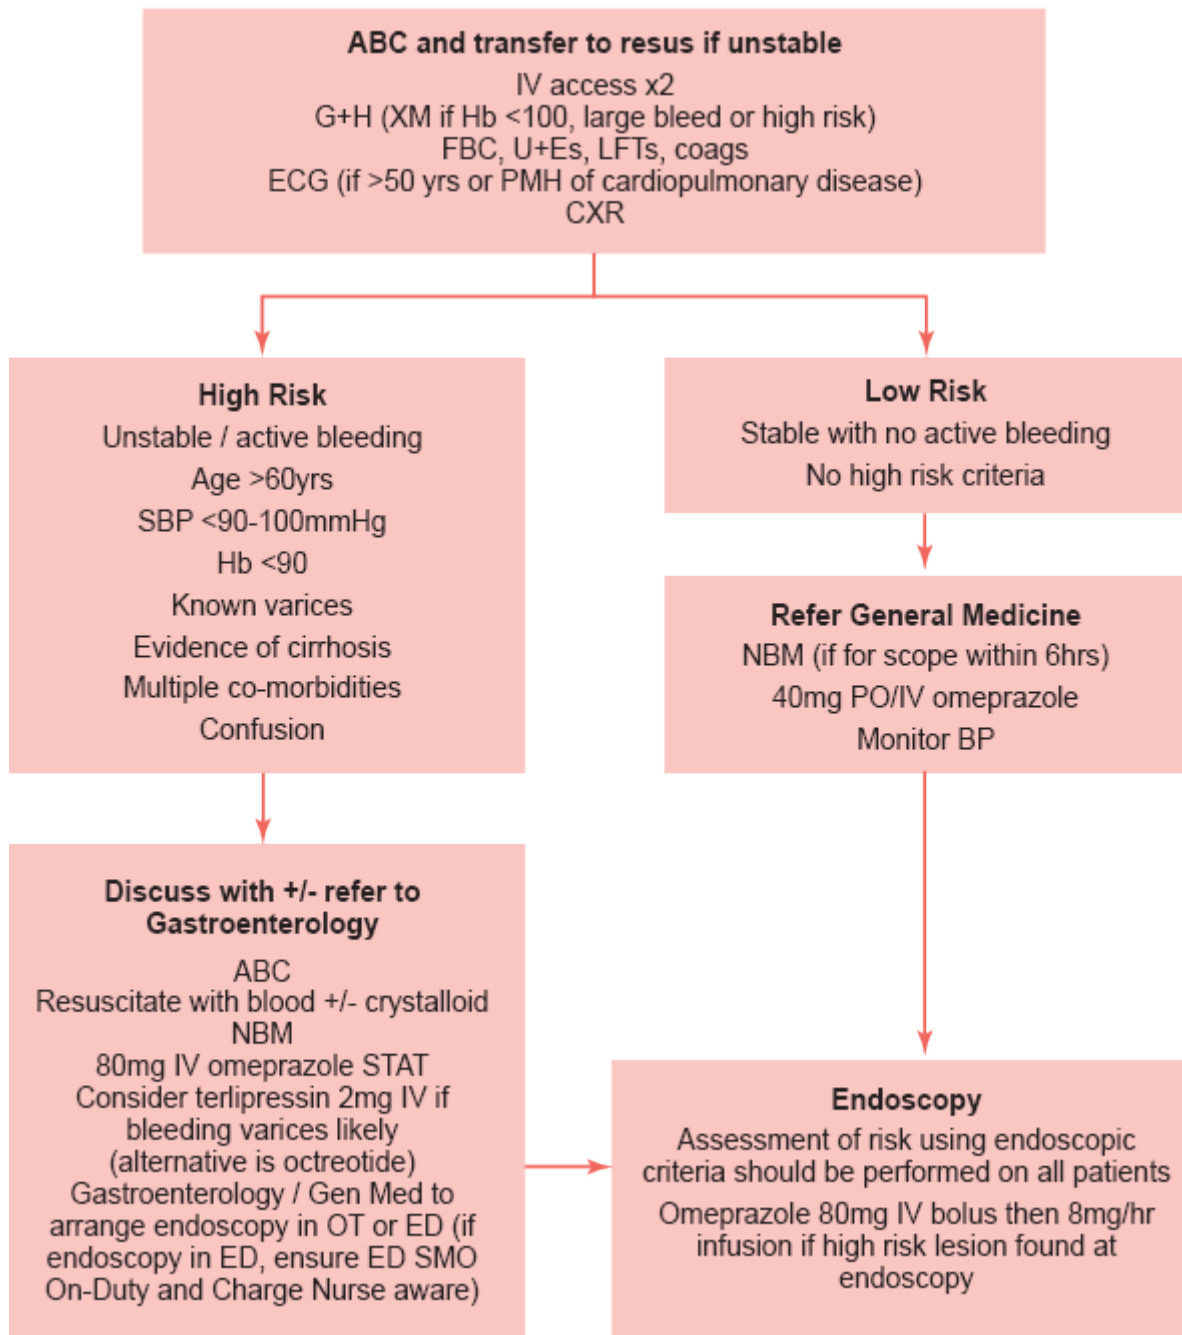 ABC and transfer to resus if unstable
IV access x2
G+H (XM if Hb <100, large bleed or high risk)
FBC, U+Es, LFTs, coags
ECG (if >50 yrs or PMH of cardiopulmonary disease)
CXR
High Risk
Unstable / active bleeding
Age >60yrs
SBP <90-100mmHg
Hb <90
Known varices
Evidence of cirrhosis
Multiple co-morbidities
Confusion
Low Risk
Stable with no active bleeding
No high risk criteria
Refer General Medicine
NBM (if for scope within 6hrs)
40mg PO/IV omeprazole
Monitor BP
Discuss with +/- refer to
Gastroenterology
ABC
Resuscitate with blood +/- crystalloid
NBM
80mg IV omeprazole STAT
Consider terlipressin 2mg IV if
bleeding varices likely
(alternative is octreotide)
Gastroenterology / Gen Med to
arrange endoscopy in OT or ED (if
endoscopy in ED, ensure ED SMO
On-Duty and Charge Nurse aware)
Endoscopy
Assessment of risk using endoscopic
criteria should be performed on all patients
Omeprazole 80mg IV bolus then 8mg/hr
infusion if high risk lesion found at
endoscopy